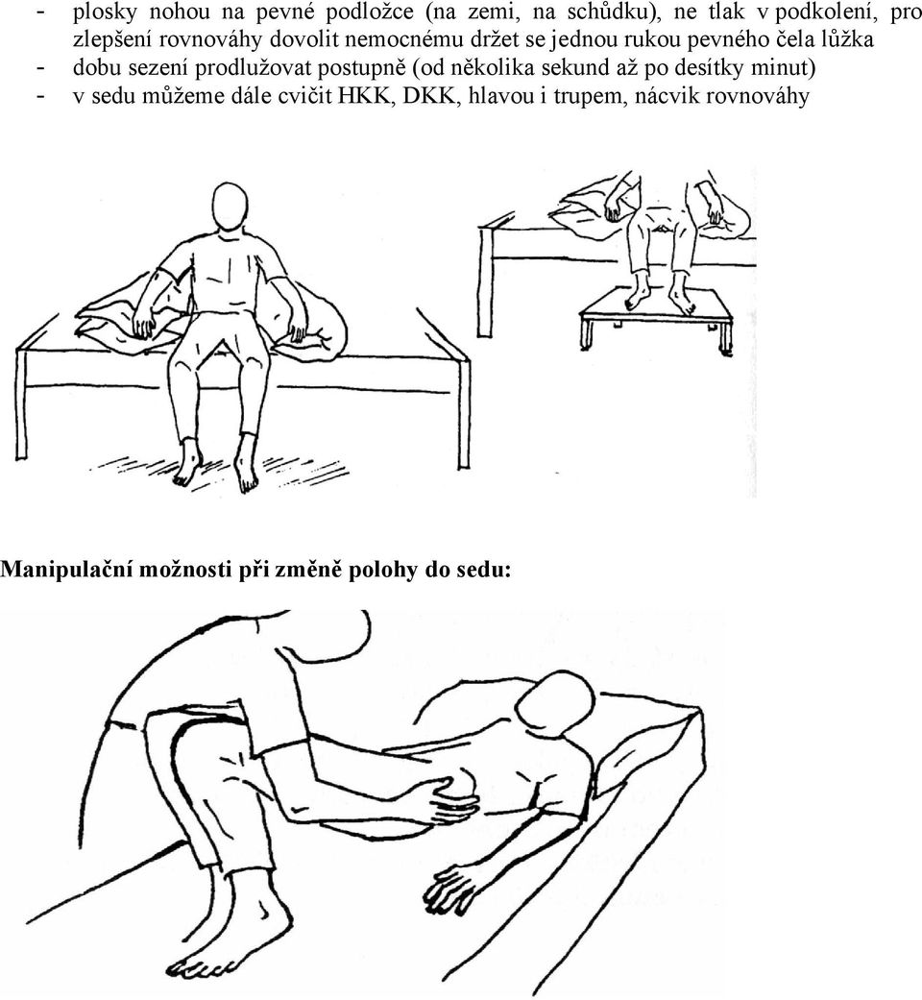 - plosky nohou na pevné podložce (na zemi, na schůdku), ne tlak v podkolení, pro
zlepšení rovnováhy dovolit nemocnému držet se jednou rukou pevného čela lůžka
- dobu sezení prodlužovat postupně (od několika sekund až po desítky minut)
- v sedu můžeme dále cvičit HKK, DKK, hlavou i trupem, nácvik rovnováhy
Manipulační možnosti při změně polohy do sedu: